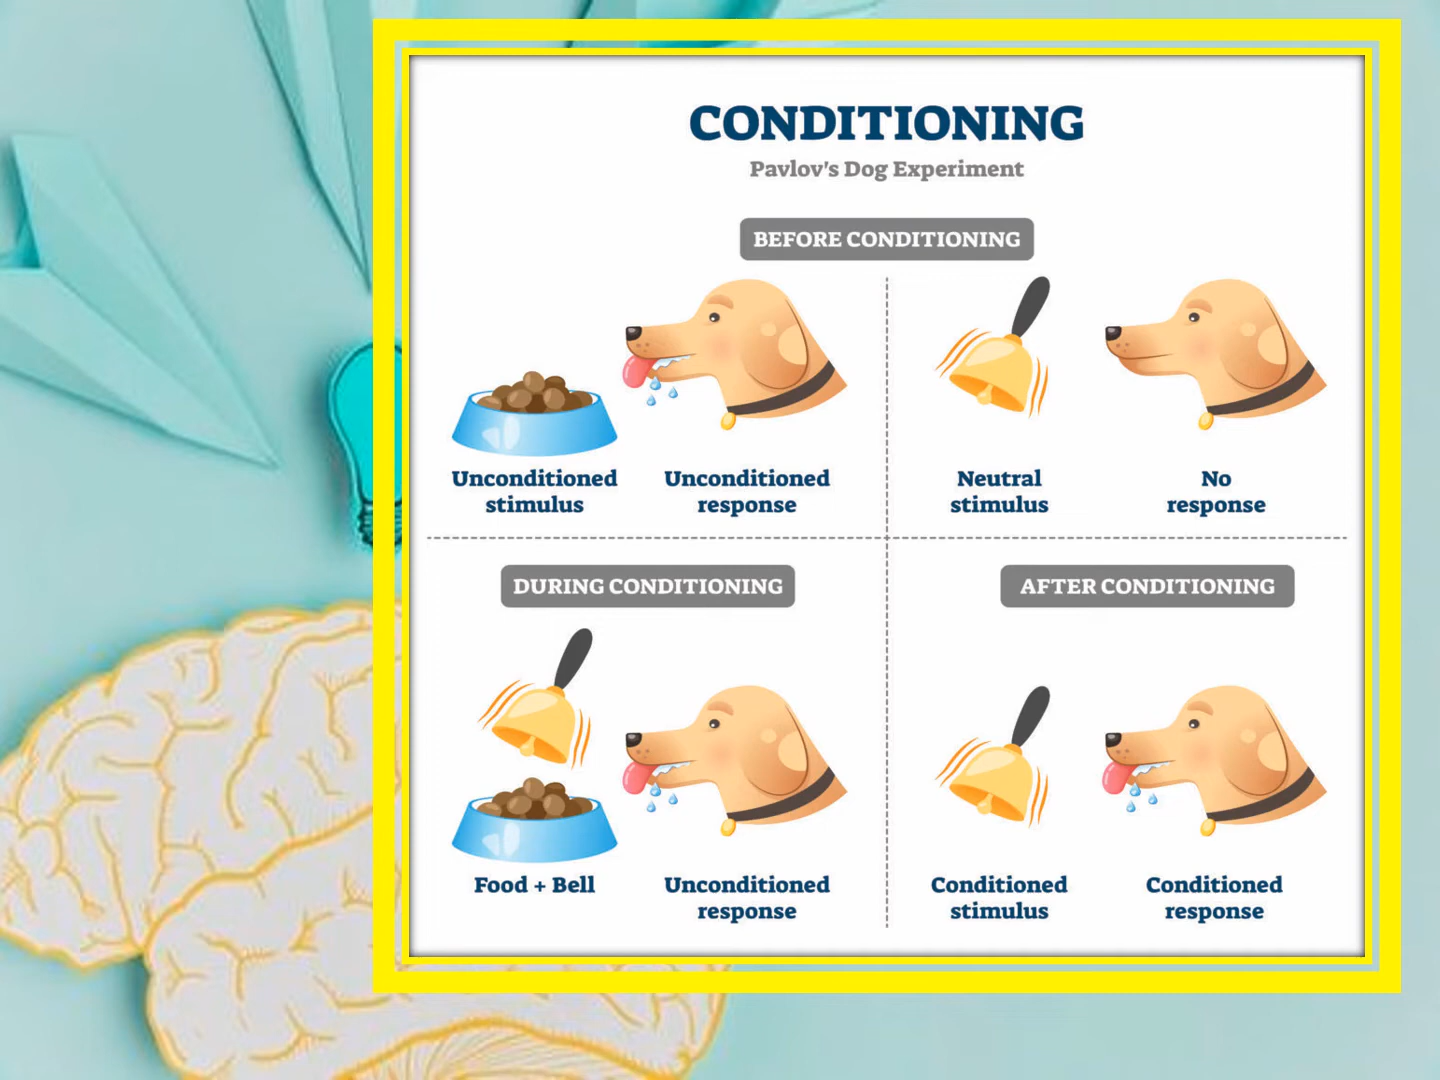 CONDITIONING
Pavlov's Dog Experiment
BEFORE CONDITIONING
Unconditioned
stimulus
Unconditioned
response
Neutral
stimulus
No
response
DURING CONDITIONING
Food + Bell
Unconditioned
response
AFTER CONDITIONING
Conditioned
stimulus
Conditioned
response